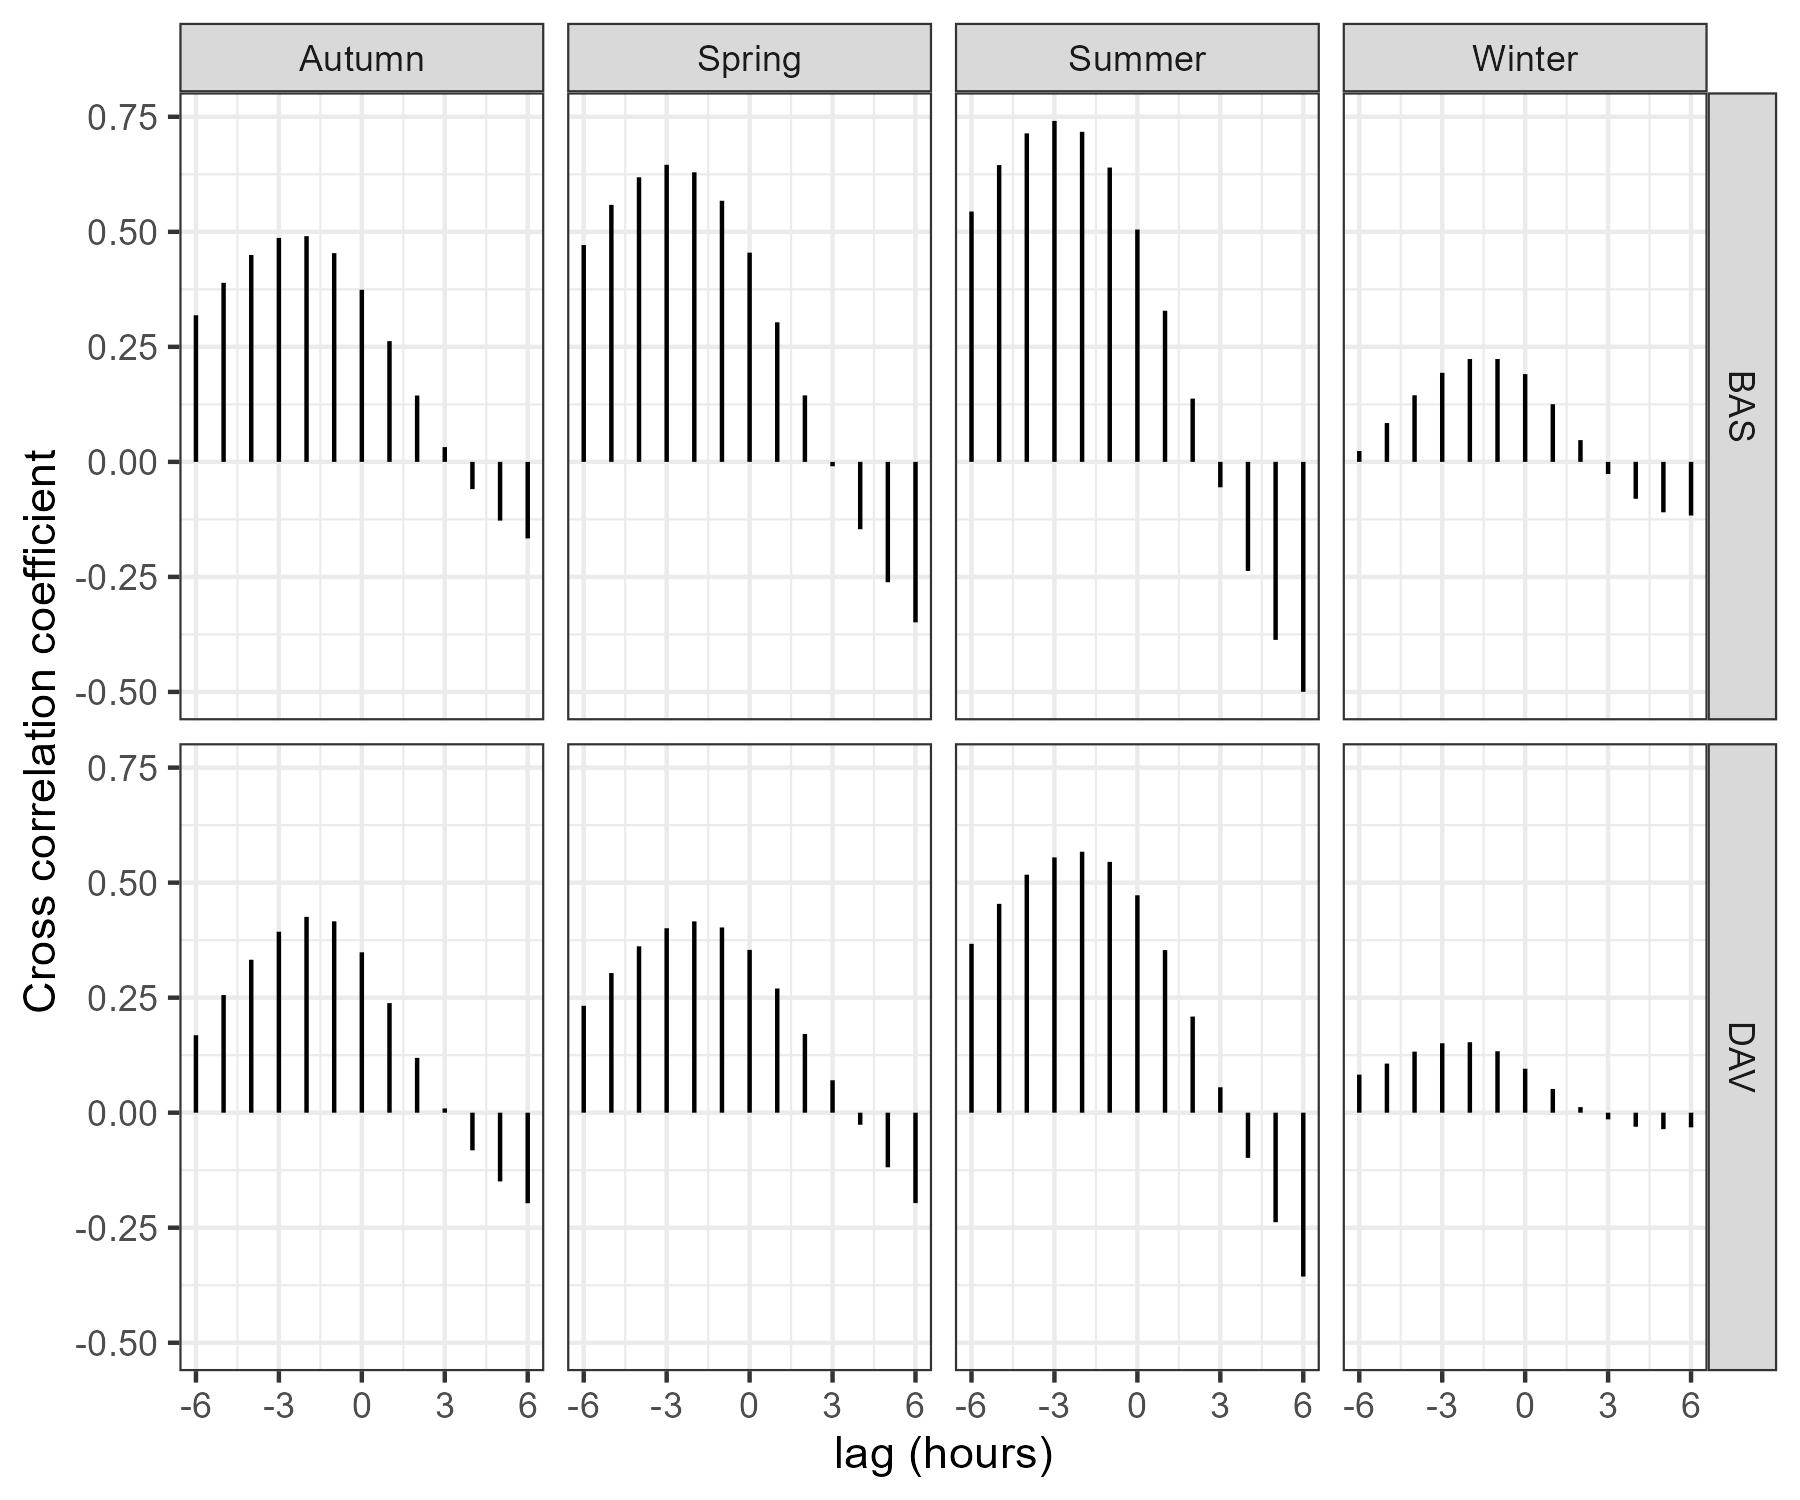 Autumn Spring Summer Winter
0.75
0.50
0.25
0.00
-0.25
-0.50
BAS
0.75
0.50
0.25
0.00
-0.25
-0.50
DAV
Cross correlation coefficient
-6 -3 0 3 6 -6 -3 0 3 6 -6 -3 0 3 6 -6 -3 0 3 6
lag (hours)